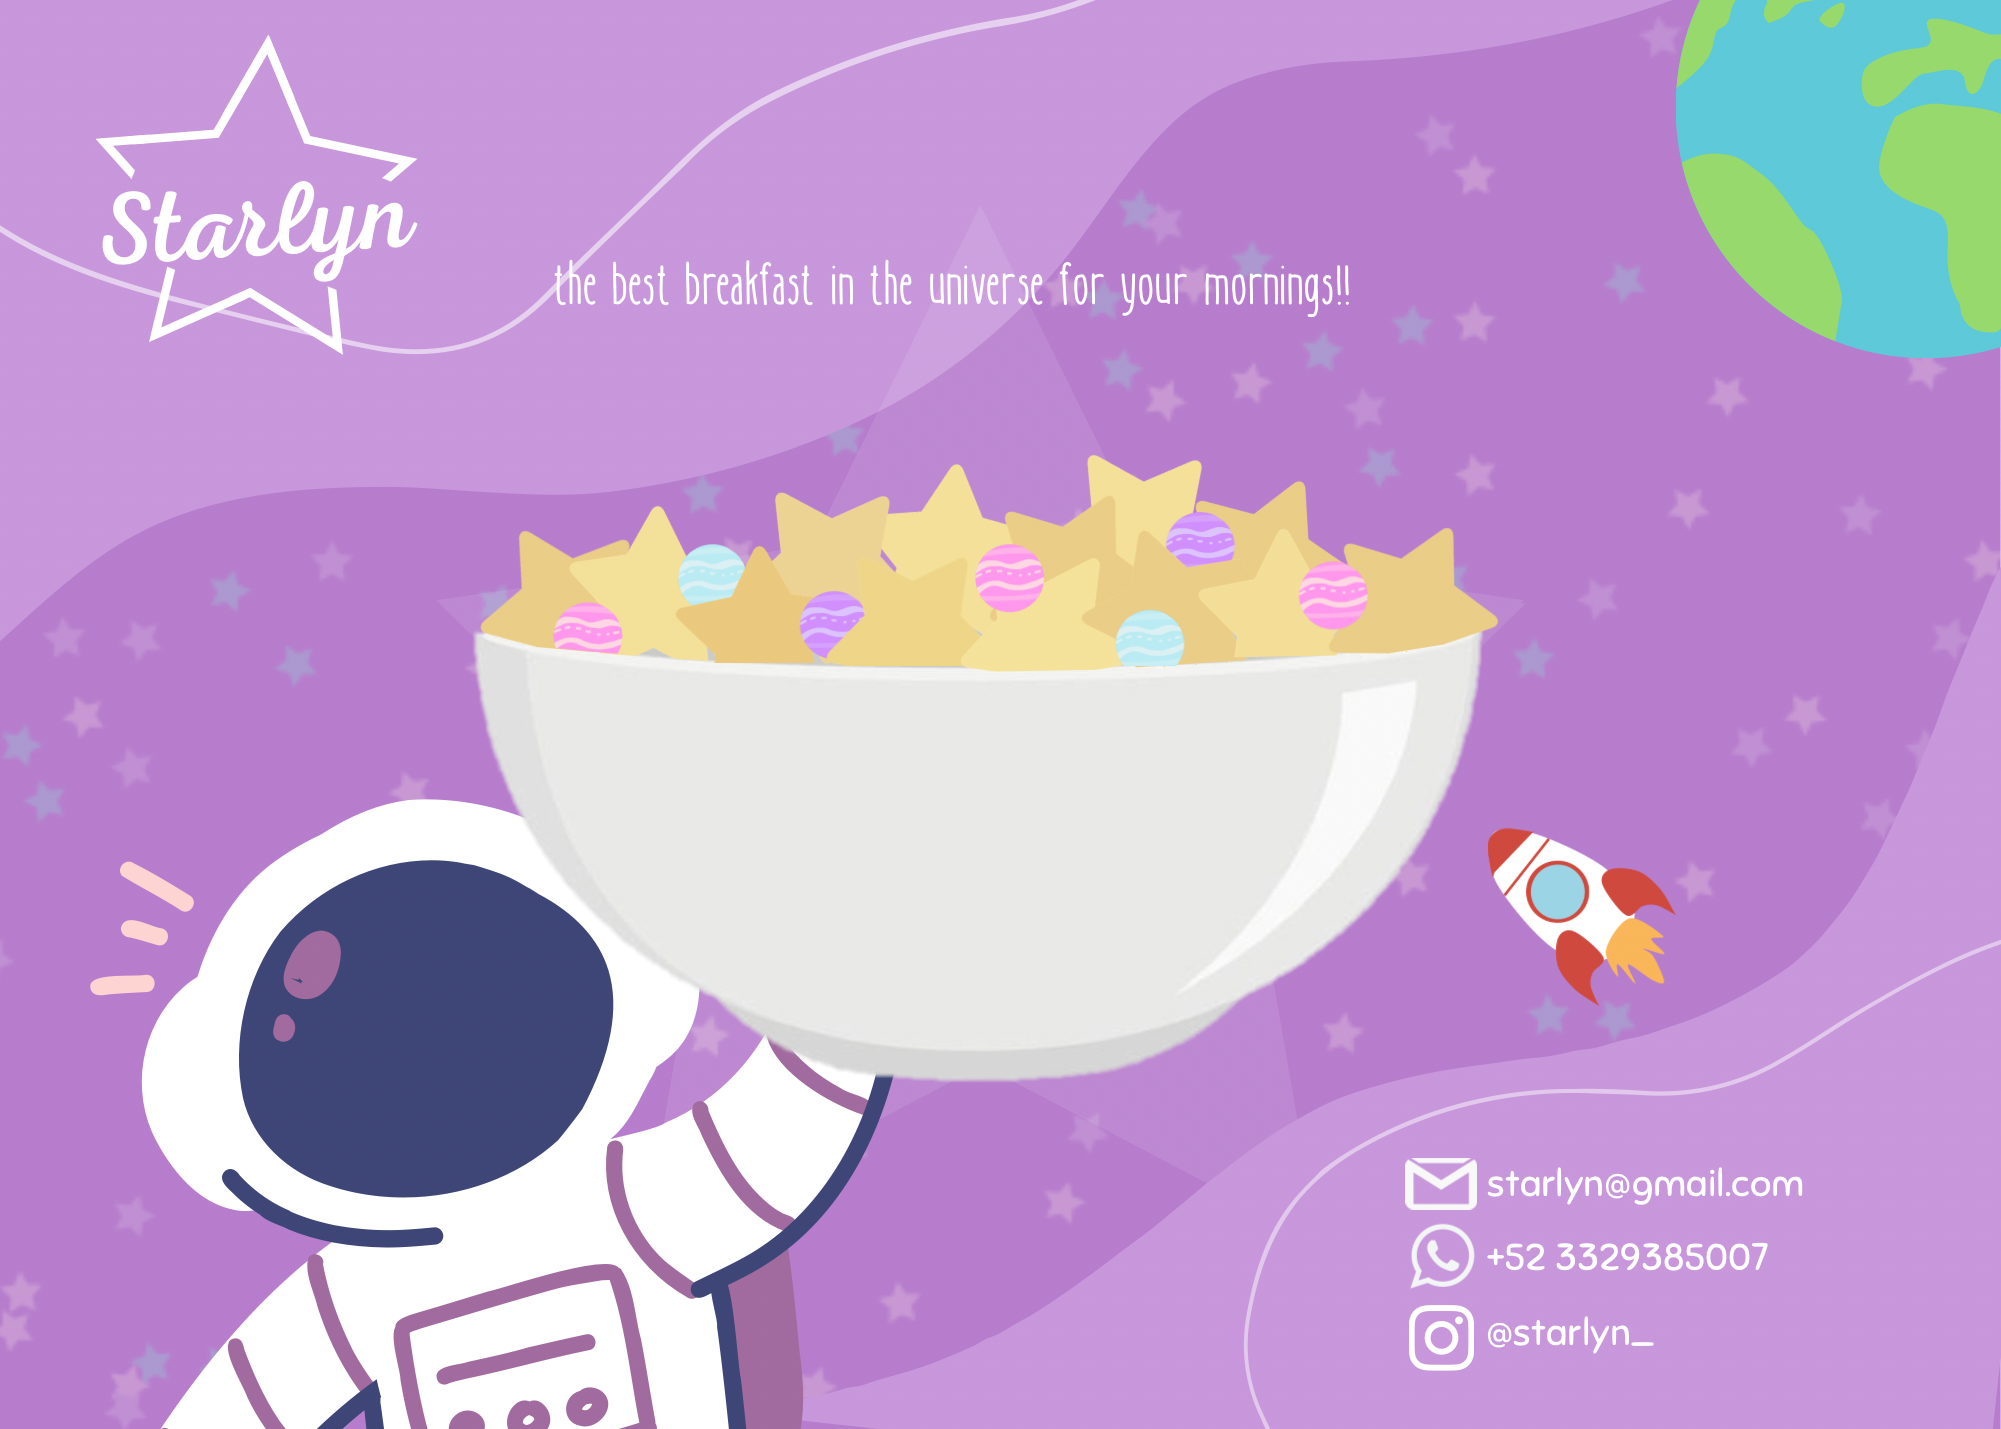 Starlyn
the best breakfast in the universe for your mornings!!
starlyn@gmail.com
+52 3329385007
@starlyn_